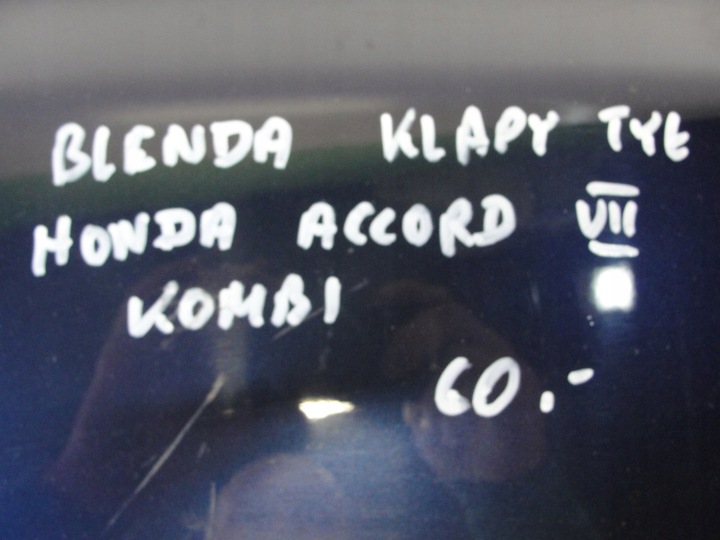 BLENDA KLAPY TYŁ
HONDA ACCORD VII
KOMBI
60.-